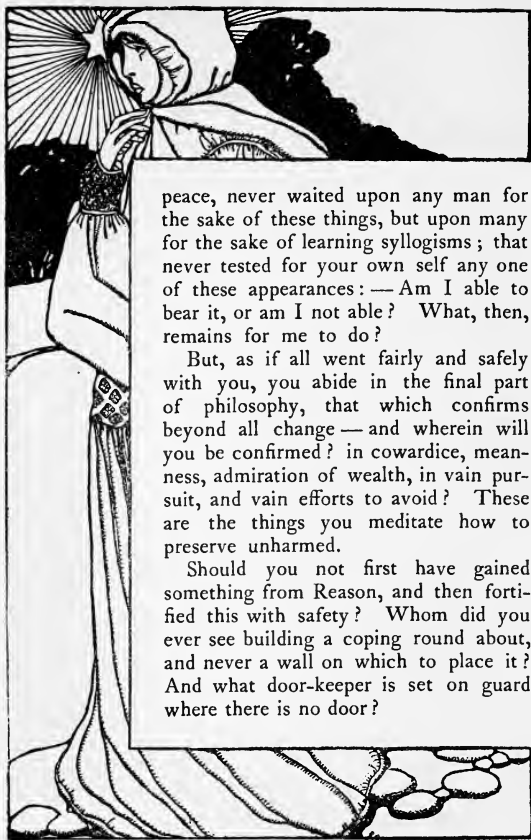 peace, never waited upon any man for
the sake of these things, but upon many
for the sake of learning syllogisms ; that
never tested for your own self any one
of these appearances : — Am I able to
bear it, or am I not able ? What, then,
remains for me to do ?
But, as if all went fairly and safely
with you, you abide in the final part
of philosophy, that which confirms
beyond all change — and wherein will
you be confirmed ? in cowardice, mean-
ness, admiration of wealth, in vain pur-
suit, and vain efforts to avoid ? These
are the things you meditate how to
preserve unharmed.
Should you not first have gained
something from Reason, and then forti-
fied this with safety ? Whom did you
ever see building a coping round about,
and never a wall on which to place it ?
And what door-keeper is set on guard
where there is no door ?